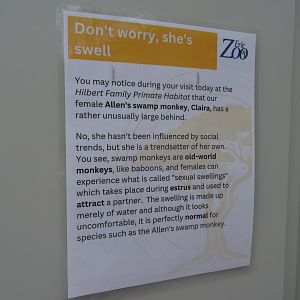 Don't worry, she's
swell
Erie
Zoo
You may notice during your visit today at the
Hilbert Family Primate Habitat that our
female Allen's swamp monkey, Claira, has a
rather unusually large behind.
No, she hasn't been influenced by social
trends, but she is a trendsetter of her own.
You see, swamp monkeys are old-world
monkeys, like baboons, and females can
experience what is called "sexual swellings"
which takes place during estrus and used to
attract a partner. The swelling is made up
merely of water and although it looks
uncomfortable, it is perfectly normal for
species such as the Allen's swamp monkey.